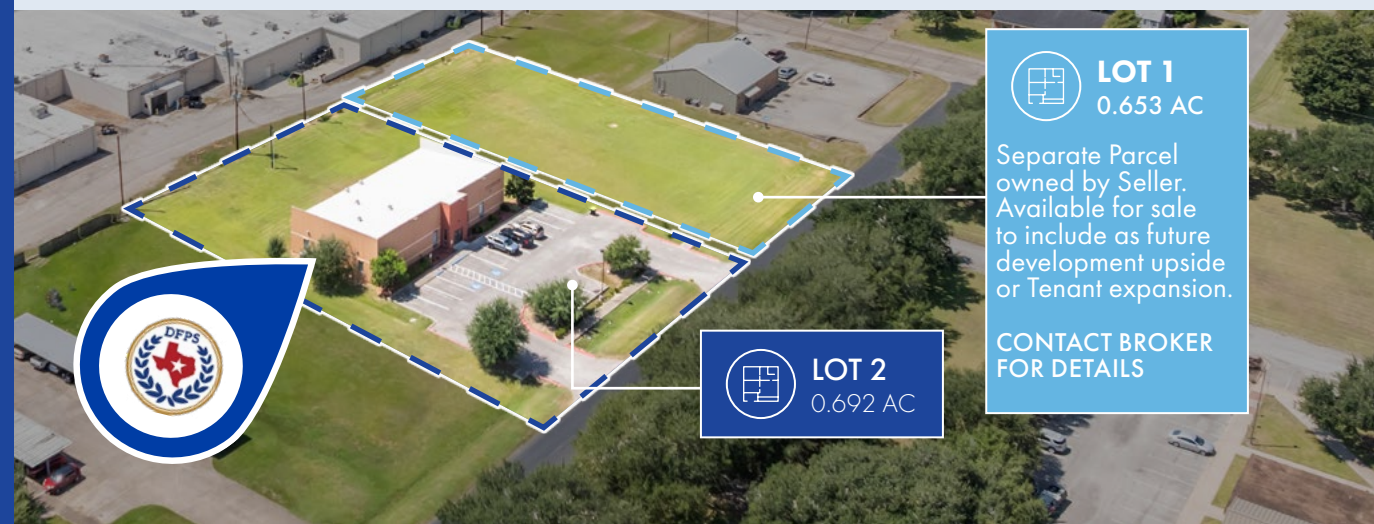 LOT 1
0.653 AC
Separate Parcel
owned by Seller.
Available for sale
to include as future
development upside
or Tenant expansion.
CONTACT BROKER
FOR DETAILS
DFPS
LOT 2
0.692 AC